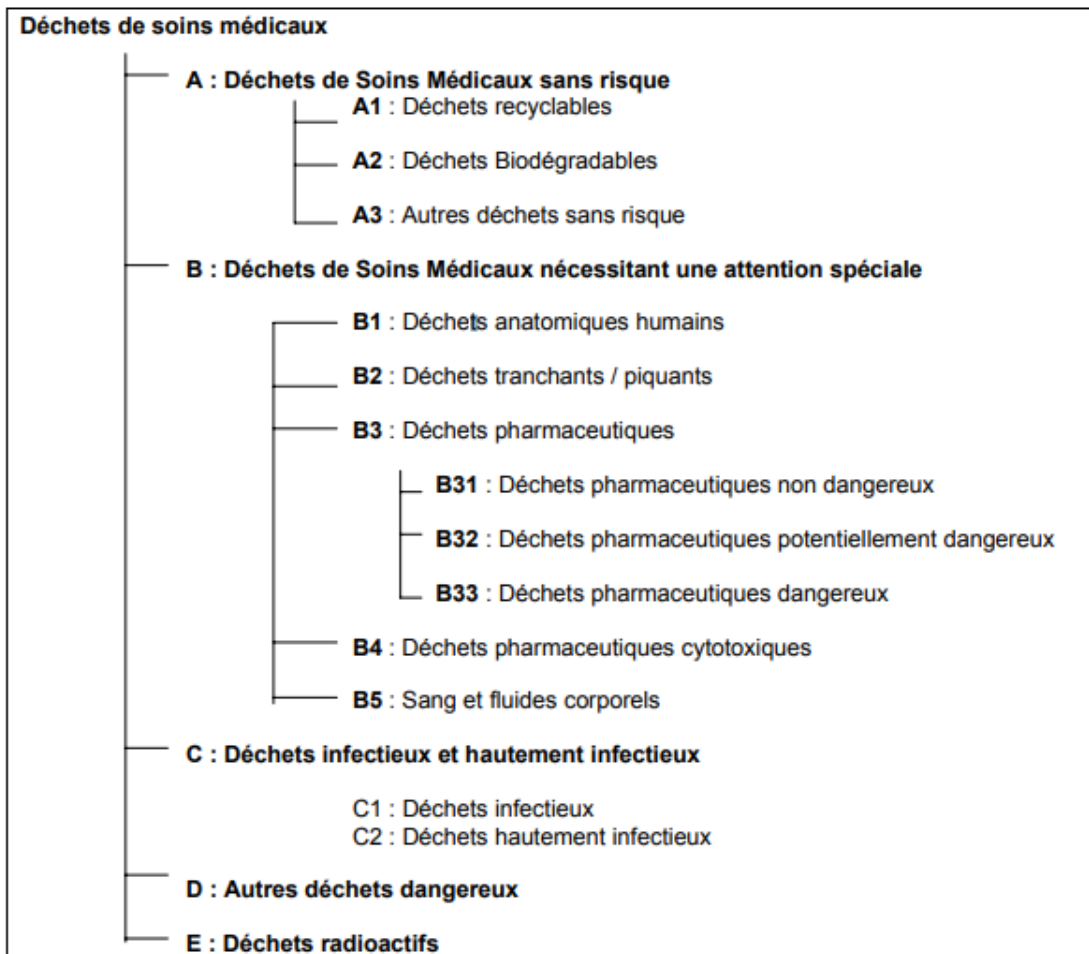 Déchets de soins médicaux
A : Déchets de Soins Médicaux sans risque
A1 : Déchets recyclables
A2 : Déchets Biodégradables
A3 : Autres déchets sans risque
B : Déchets de Soins Médicaux nécessitant une attention spéciale
B1 : Déchets anatomiques humains
B2 : Déchets tranchants / piquants
B3 : Déchets pharmaceutiques
B31 : Déchets pharmaceutiques non dangereux
B32 : Déchets pharmaceutiques potentiellement dangereux
B33 : Déchets pharmaceutiques dangereux
B4 : Déchets pharmaceutiques cytotoxiques
B5 : Sang et fluides corporels
C : Déchets infectieux et hautement infectieux
C1 : Déchets infectieux
C2 : Déchets hautement infectieux
D : Autres déchets dangereux
E : Déchets radioactifs